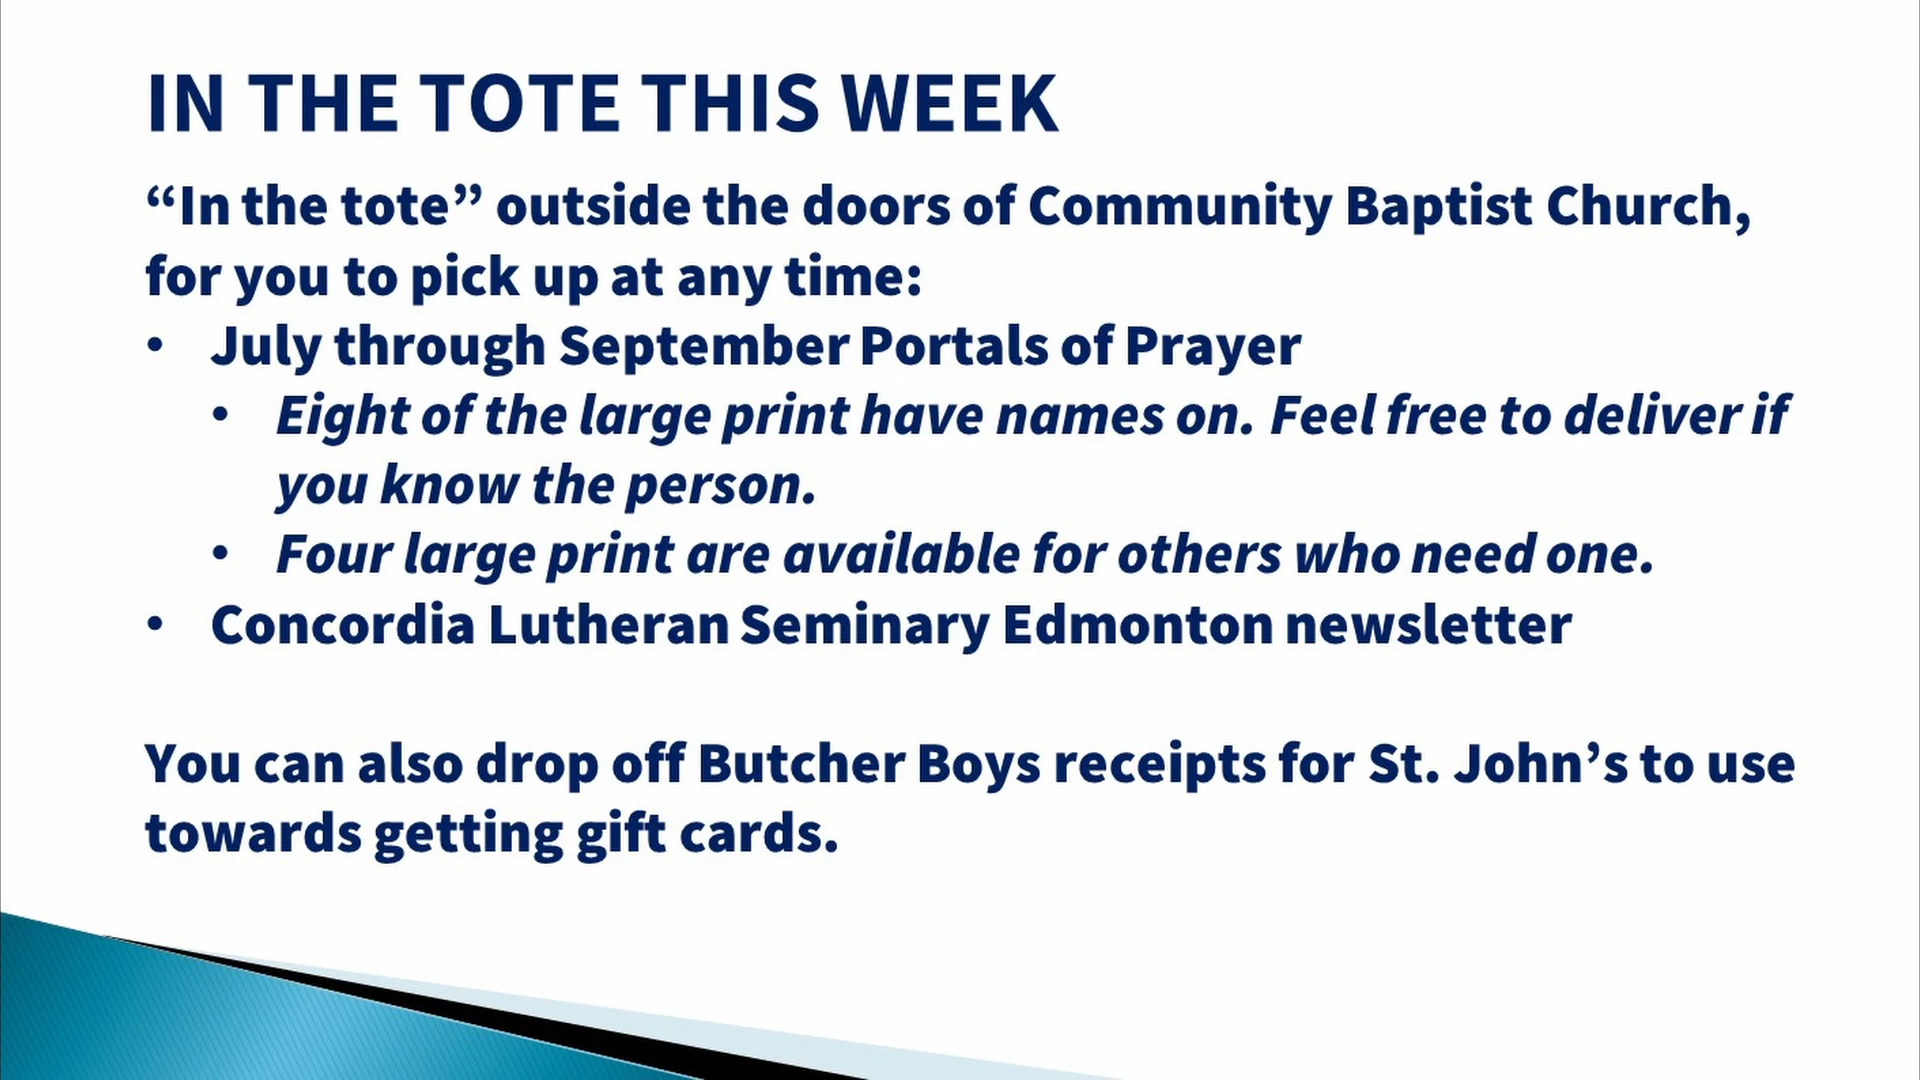 IN THE TOTE THIS WEEK
“In the tote” outside the doors of Community Baptist Church,
for you to pick up at any time:
• July through September Portals of Prayer
• Eight of the large print have names on. Feel free to deliver if
you know the person.
• Four large print are available for others who need one.
• Concordia Lutheran Seminary Edmonton newsletter
You can also drop off Butcher Boys receipts for St. John’s to use
towards getting gift cards.